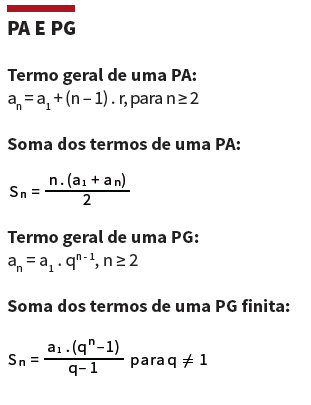 PA E PG
Termo geral de uma PA:
aₙ = a₁ + (n – 1) . r, para n ≥ 2
Soma dos termos de uma PA:
Sₙ = n . (a₁ + aₙ) / 2
Termo geral de uma PG:
aₙ = a₁ . qⁿ⁻¹, n ≥ 2
Soma dos termos de uma PG finita:
Sₙ = a₁ . (qⁿ – 1) / q – 1 para q ≠ 1